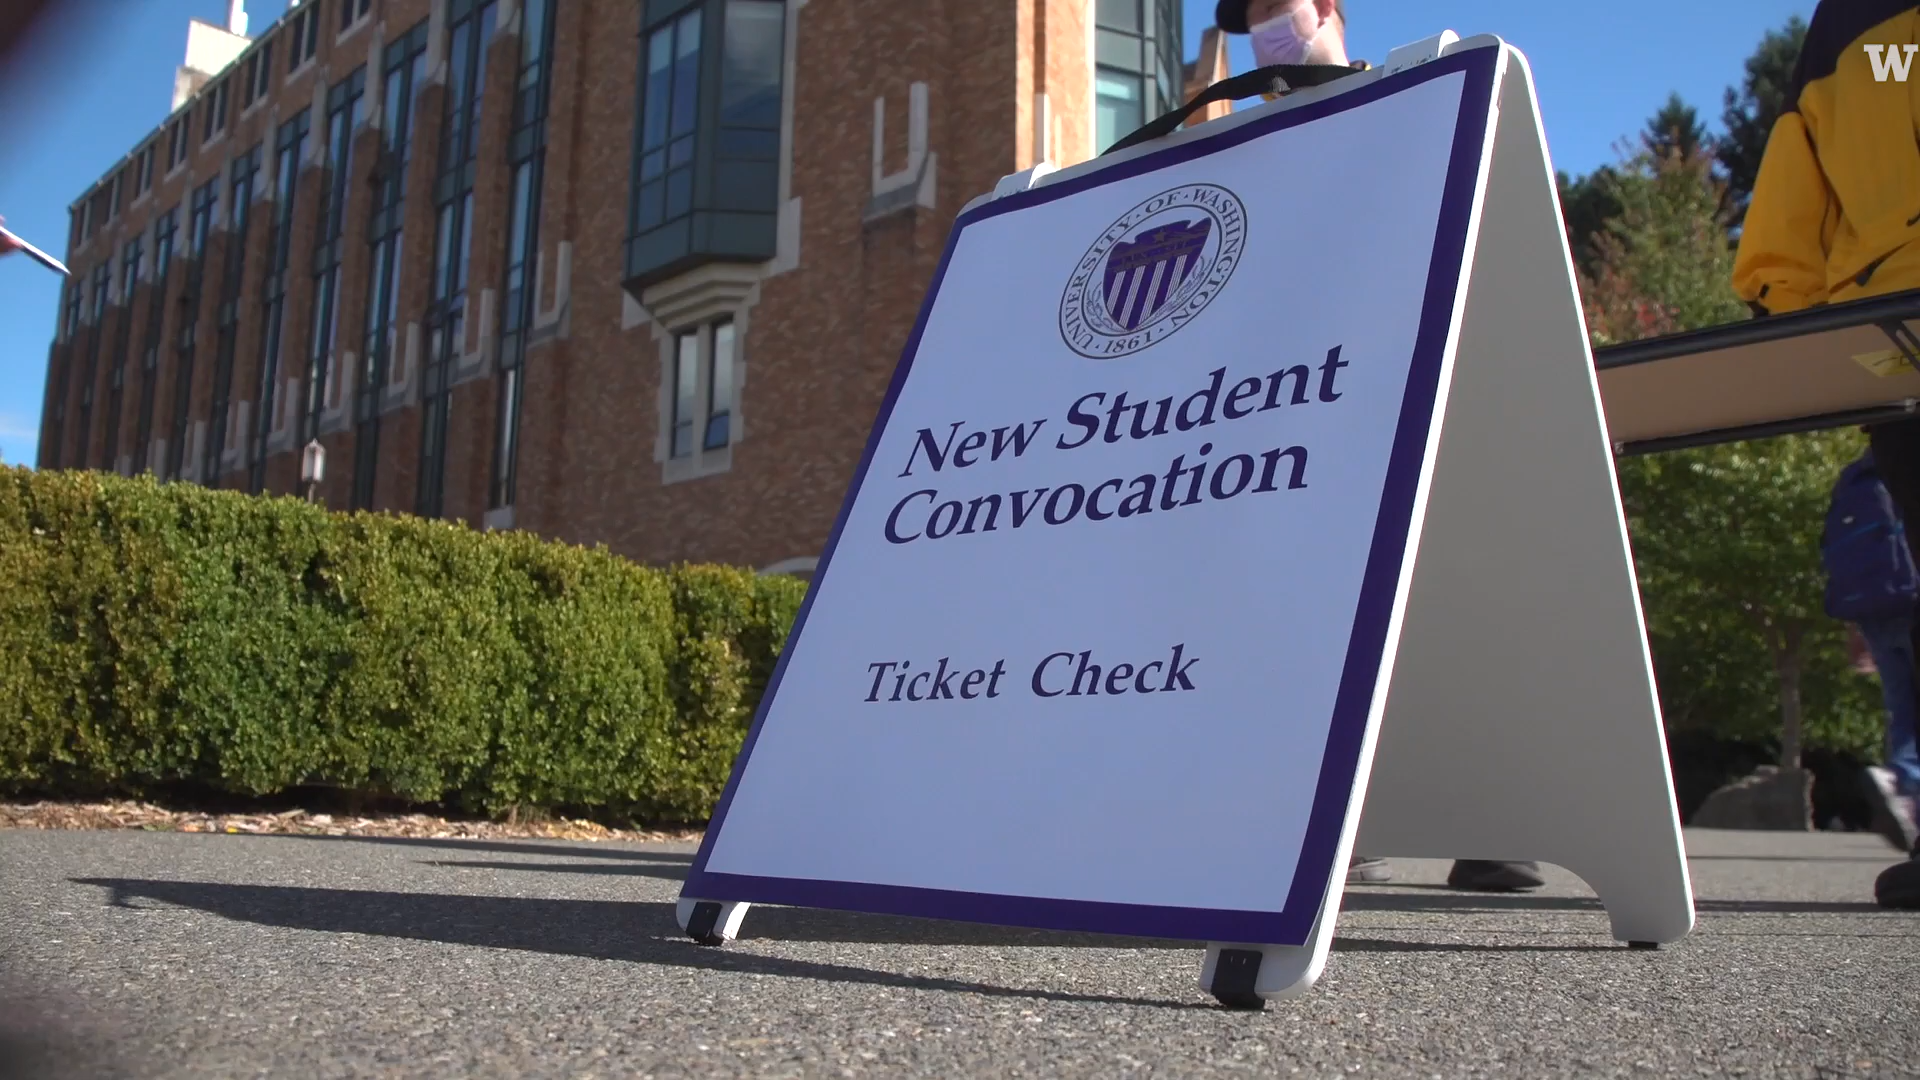 W
UNIVERSITY · OF · WASHINGTON
· 1861 ·
New Student
Convocation
Ticket Check